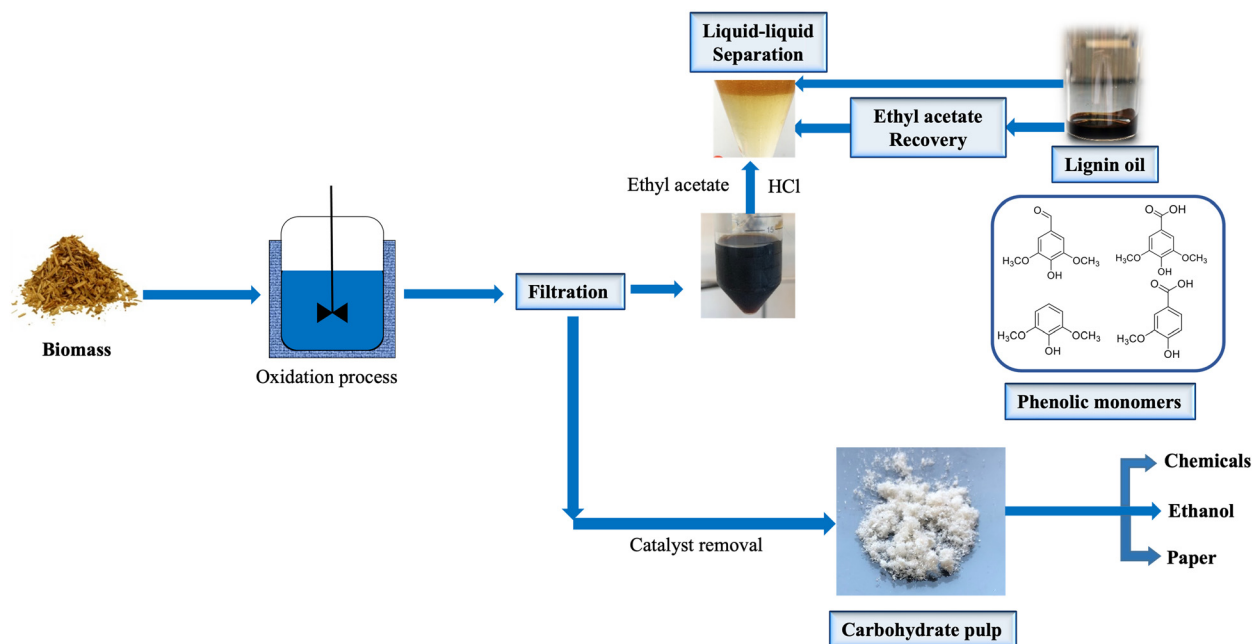 Liquid-liquid
Separation
Ethyl acetate
Recovery
Lignin oil
Ethyl acetate
HCl
Biomass
Oxidation process
Filtration
O
H₃CO
OCH₃
OH
O
OH
H₃CO
OCH₃
OH
H₃CO
OCH₃
OH
O
OH
H₃CO
OH
Phenolic monomers
Catalyst removal
Chemicals
Ethanol
Paper
Carbohydrate pulp